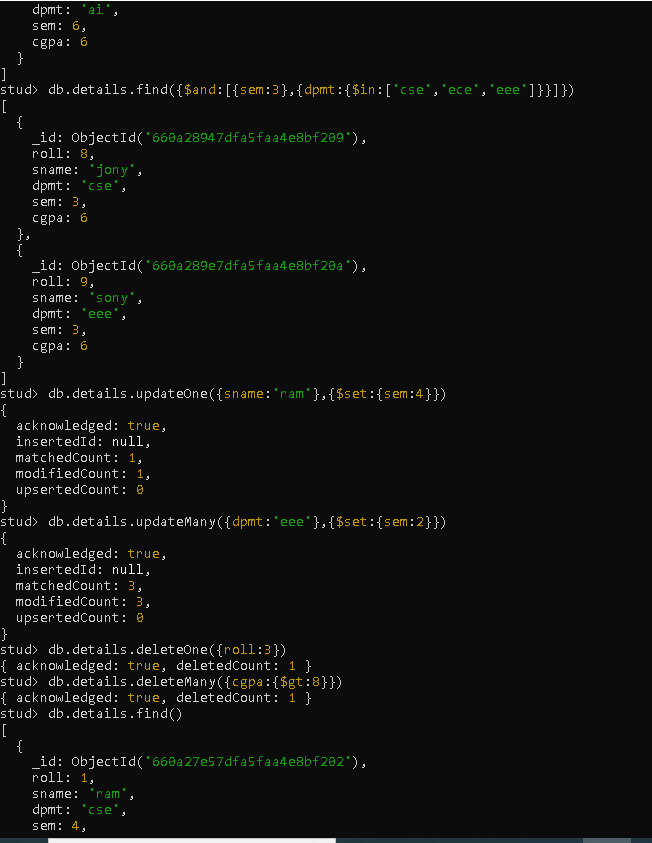 dpmt: 'ai',
sem: 6,
cgpa: 6
}
]
stud> db.details.find({$and:[{sem:3},{dpmt:{$in:['cse','ece','eee']}}]})
[
{
_id: ObjectId('660a28947dfa5faa4e8bf209'),
roll: 8,
sname: 'jony',
dpmt: 'cse',
sem: 3,
cgpa: 6
},
{
_id: ObjectId('660a289e7dfa5faa4e8bf20a'),
roll: 9,
sname: 'sony',
dpmt: 'eee',
sem: 3,
cgpa: 6
}
]
stud> db.details.updateOne({sname:'ram'},{$set:{sem:4}})
{
acknowledged: true,
insertedId: null,
matchedCount: 1,
modifiedCount: 1,
upsertedCount: 0
}
stud> db.details.updateMany({dpmt:'eee'},{$set:{sem:2}})
{
acknowledged: true,
insertedId: null,
matchedCount: 3,
modifiedCount: 3,
upsertedCount: 0
}
stud> db.details.deleteOne({roll:3})
{ acknowledged: true, deletedCount: 1 }
stud> db.details.deleteMany({cgpa:{$gt:8}})
{ acknowledged: true, deletedCount: 1 }
stud> db.details.find()
[
{
_id: ObjectId('660a27e57dfa5faa4e8bf202'),
roll: 1,
sname: 'ram',
dpmt: 'cse',
sem: 4,